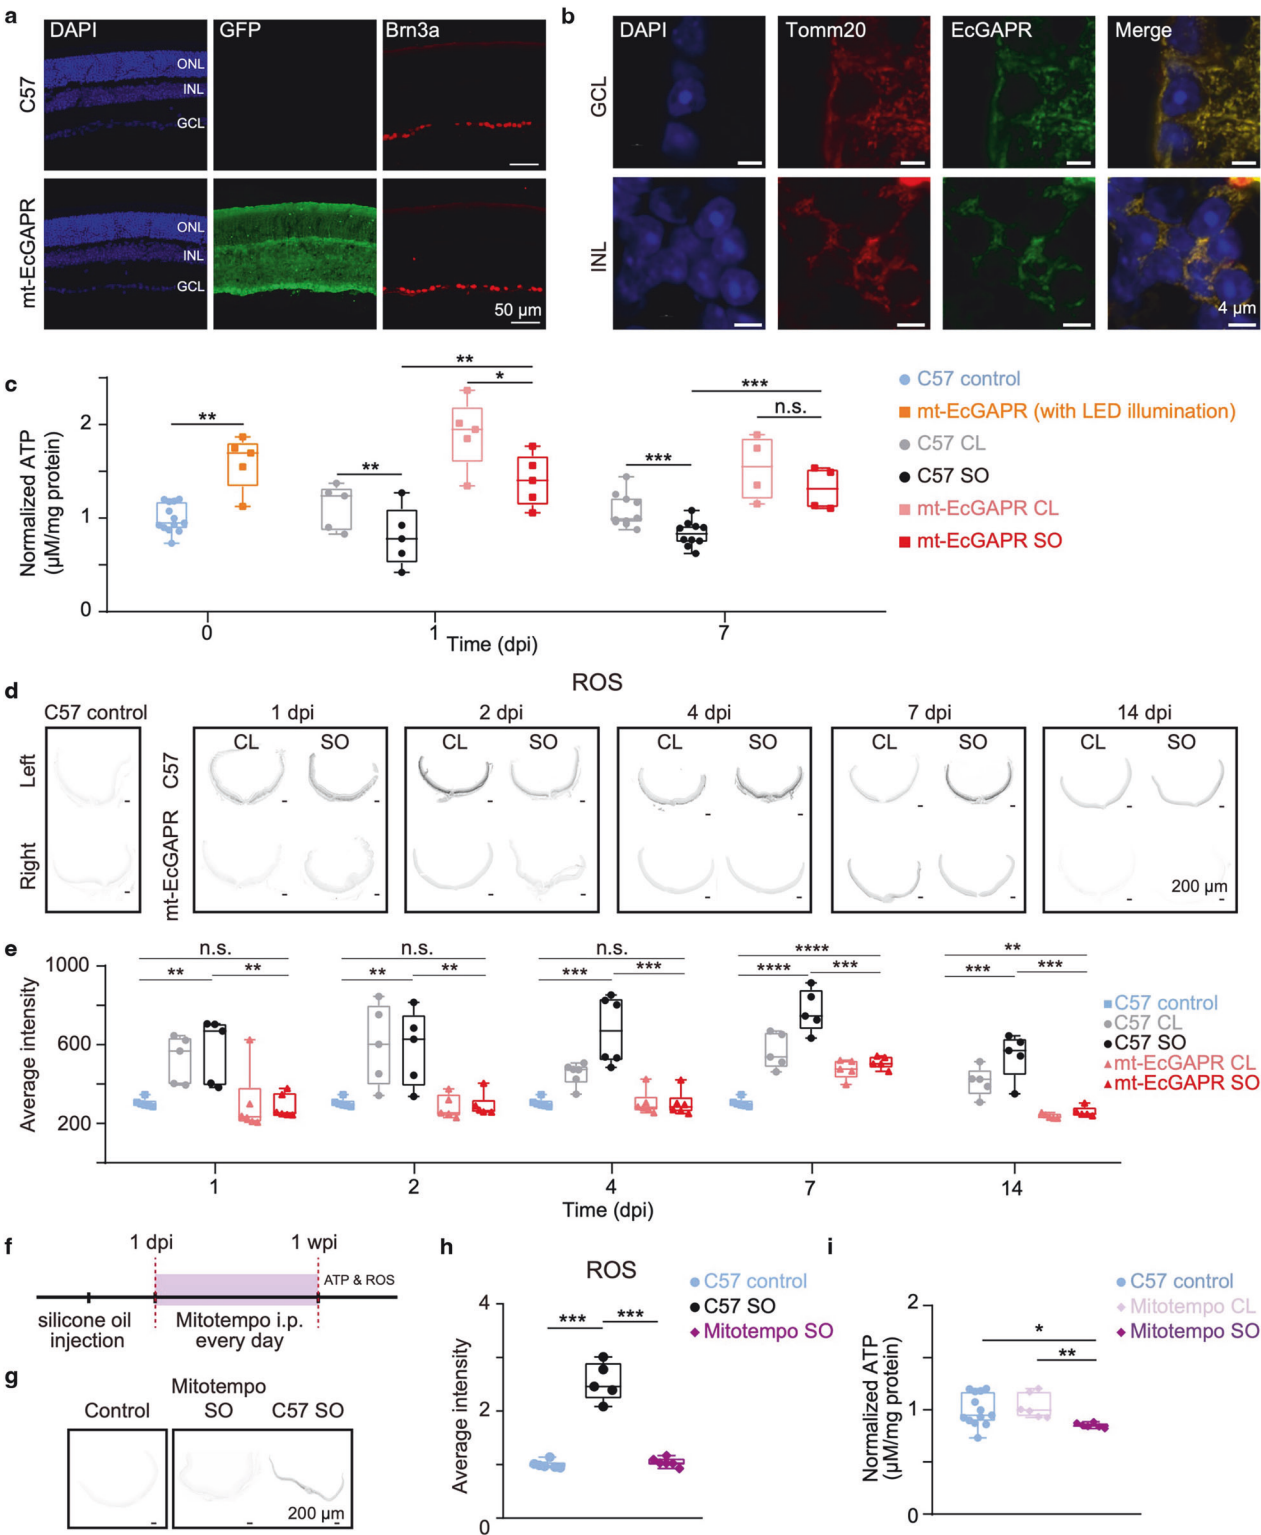 a
DAPI
GFP
Brn3a
C57
ONL
INL
GCL
mt-EcGAPR
ONL
INL
GCL
50 µm
b
DAPI
Tomm20
EcGAPR
Merge
GCL
INL
4 µm
c
Normalized ATP
(µM/mg protein)
2
1
0
**
**
**
*
***
***
n.s.
0
1
7
Time (dpi)
C57 control
mt-EcGAPR (with LED illumination)
C57 CL
C57 SO
mt-EcGAPR CL
mt-EcGAPR SO
d
ROS
C57 control
1 dpi
2 dpi
4 dpi
7 dpi
14 dpi
Left
Right
C57
mt-EcGAPR
CL
SO
CL
SO
CL
SO
CL
SO
CL
SO
200 µm
e
Average intensity
1000
600
200
n.s.
**
**
n.s.
**
**
n.s.
***
***
****
****
***
**
***
***
1
2
4
7
14
Time (dpi)
C57 control
C57 CL
C57 SO
mt-EcGAPR CL
mt-EcGAPR SO
f
1 dpi
1 wpi
ATP & ROS
silicone oil
injection
Mitotempo i.p.
every day
g
Mitotempo
Control
SO
C57 SO
200 µm
h
ROS
Average intensity
4
2
0
***
***
C57 control
C57 SO
Mitotempo SO
i
Normalized ATP
(µM/mg protein)
2
1
0
*
**
C57 control
Mitotempo CL
Mitotempo SO